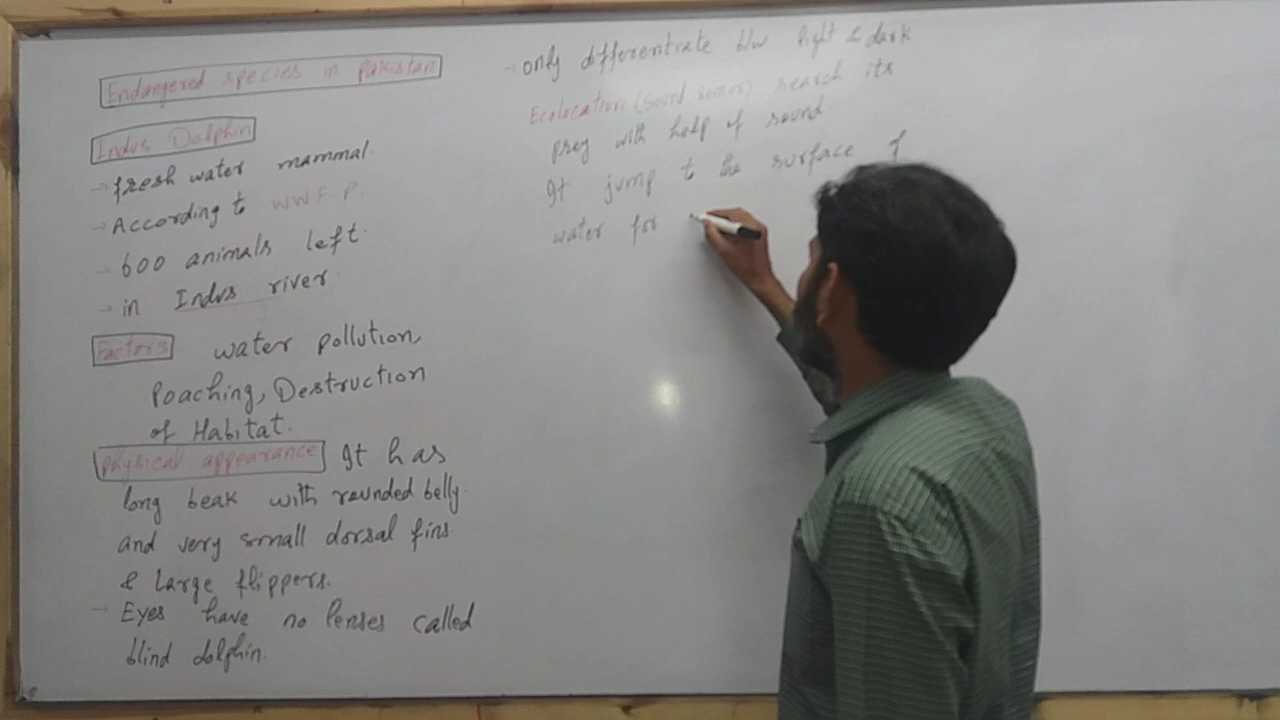 Endangered species in pakistan
Indus Dolphin
→ fresh water mammal.
→ According to W.W.F. P.
→ 600 animals left.
→ in Indus river.
Factors water pollution,
Poaching, Destruction
of Habitat.
physical appearance It has
long beak with rounded belly
and very small dorsal fins.
& large flippers.
→ Eyes have no lenses called
blind dolphin.
→ only differentiate b/w light & dark
Ecolocation (sound sensor) search its
prey with help of sound.
It jump to the surface of
water for